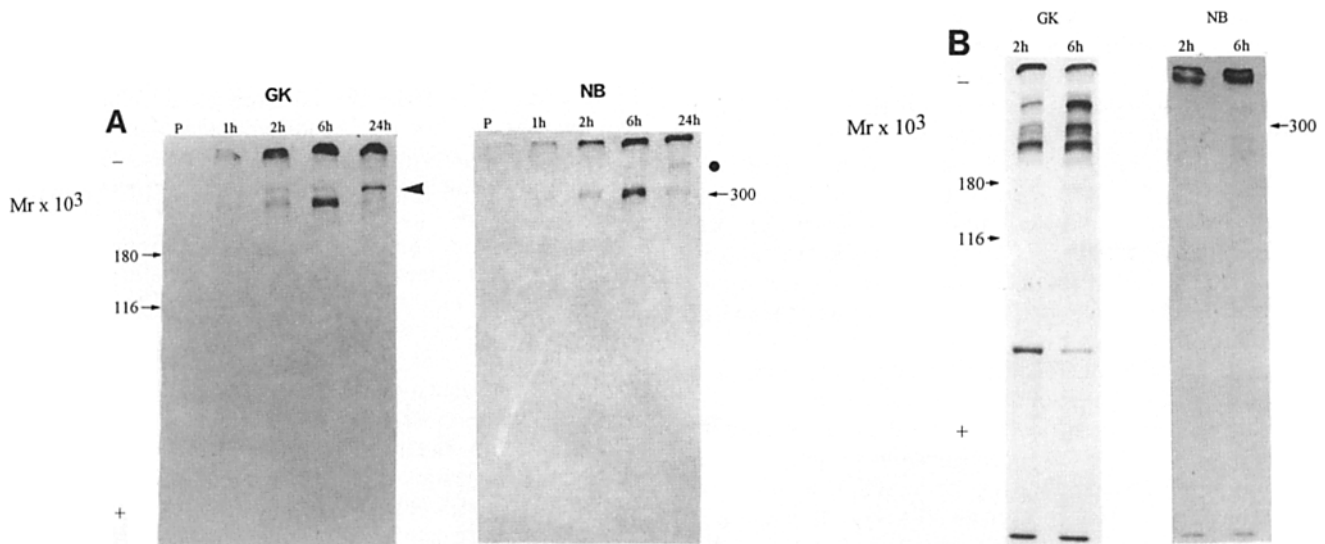 A
GK
P 1h 2h 6h 24h
–
Mr x 10³
180
116
+
NB
P 1h 2h 6h 24h
300
B
GK
2h 6h
–
Mr x 10³
180
116
+
NB
2h 6h
300